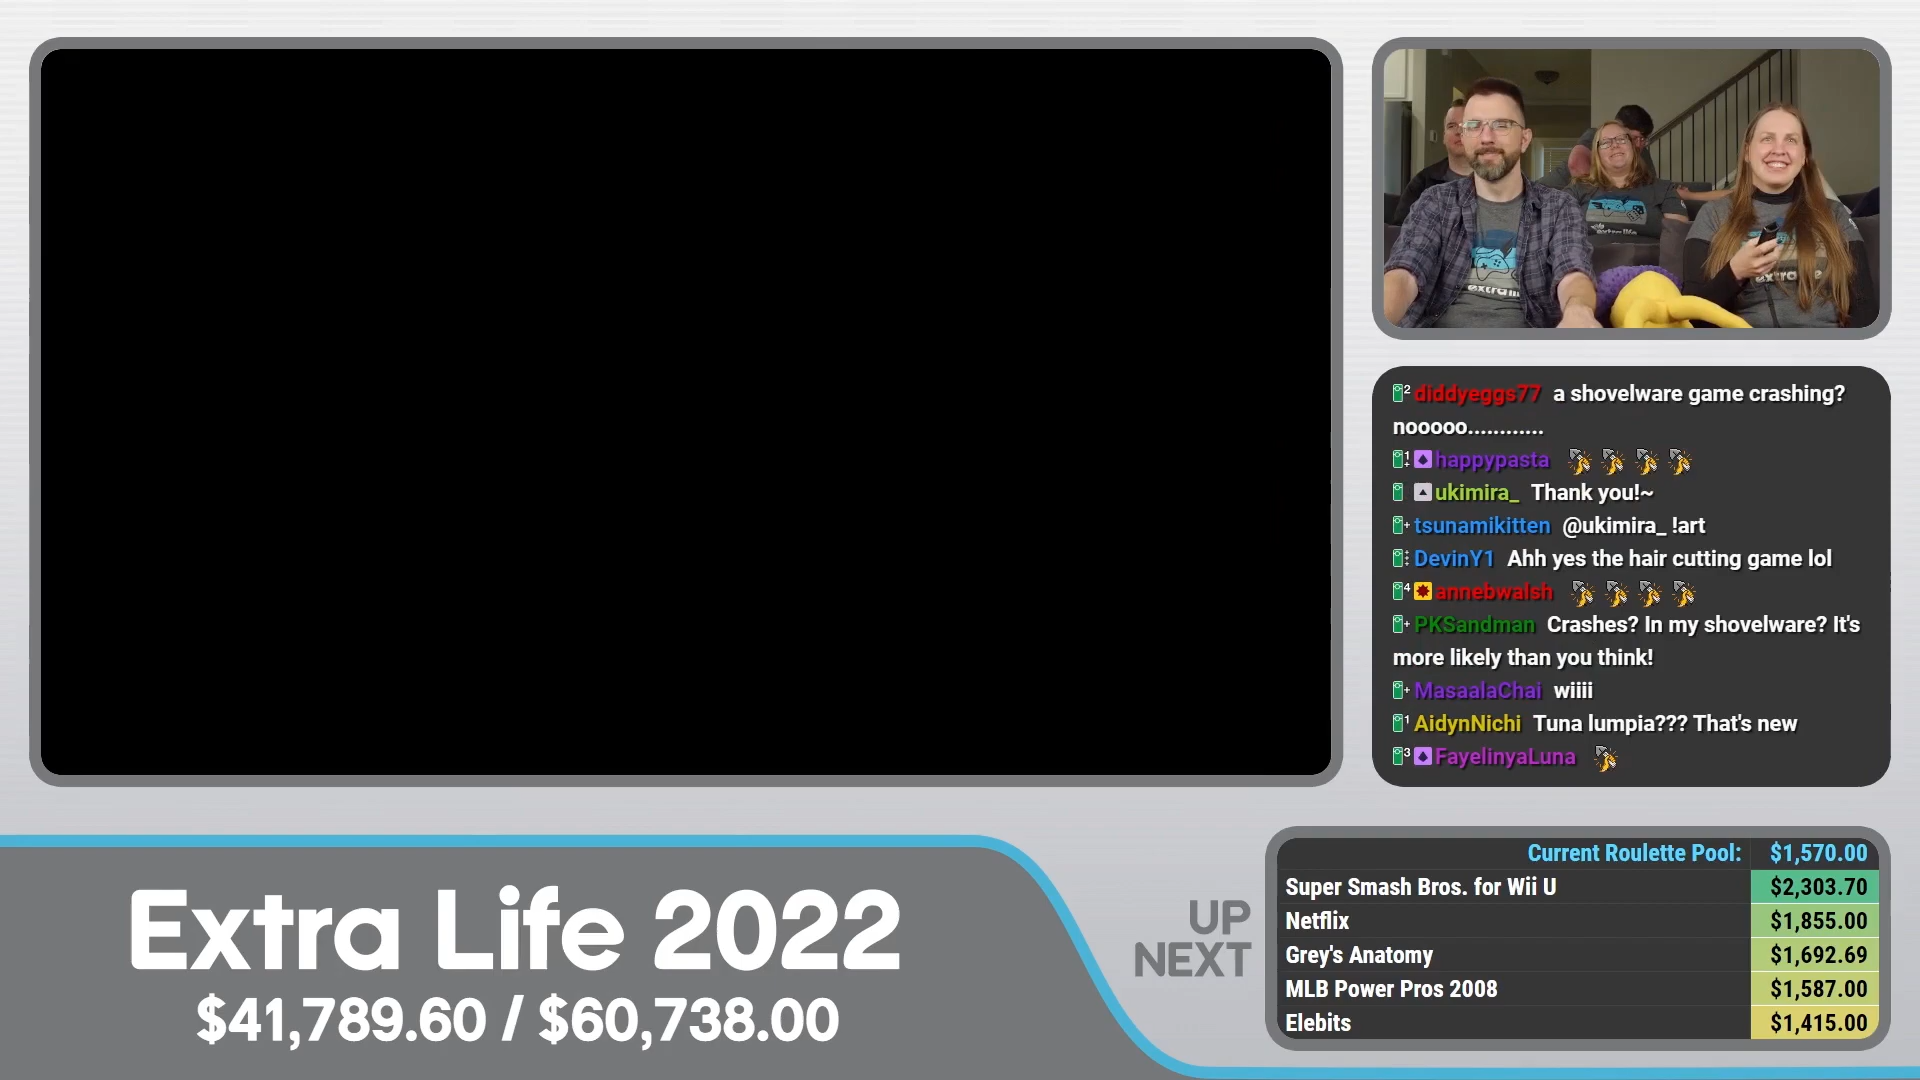 extra life
diddyeggs77 a shovelware game crashing?
nooooo............
happypasta
ukimira_ Thank you!~
tsunamikitten @ukimira_ !art
DevinY1 Ahh yes the hair cutting game lol
annebwalsh
PKSandman Crashes? In my shovelware? It's
more likely than you think!
MasaalaChai wiiii
AidynNichi Tuna lumpia??? That's new
FayelinyaLuna
Extra Life 2022
$41,789.60 / $60,738.00
UP
NEXT
Current Roulette Pool: $1,570.00
Super Smash Bros. for Wii U $2,303.70
Netflix $1,855.00
Grey's Anatomy $1,692.69
MLB Power Pros 2008 $1,587.00
Elebits $1,415.00